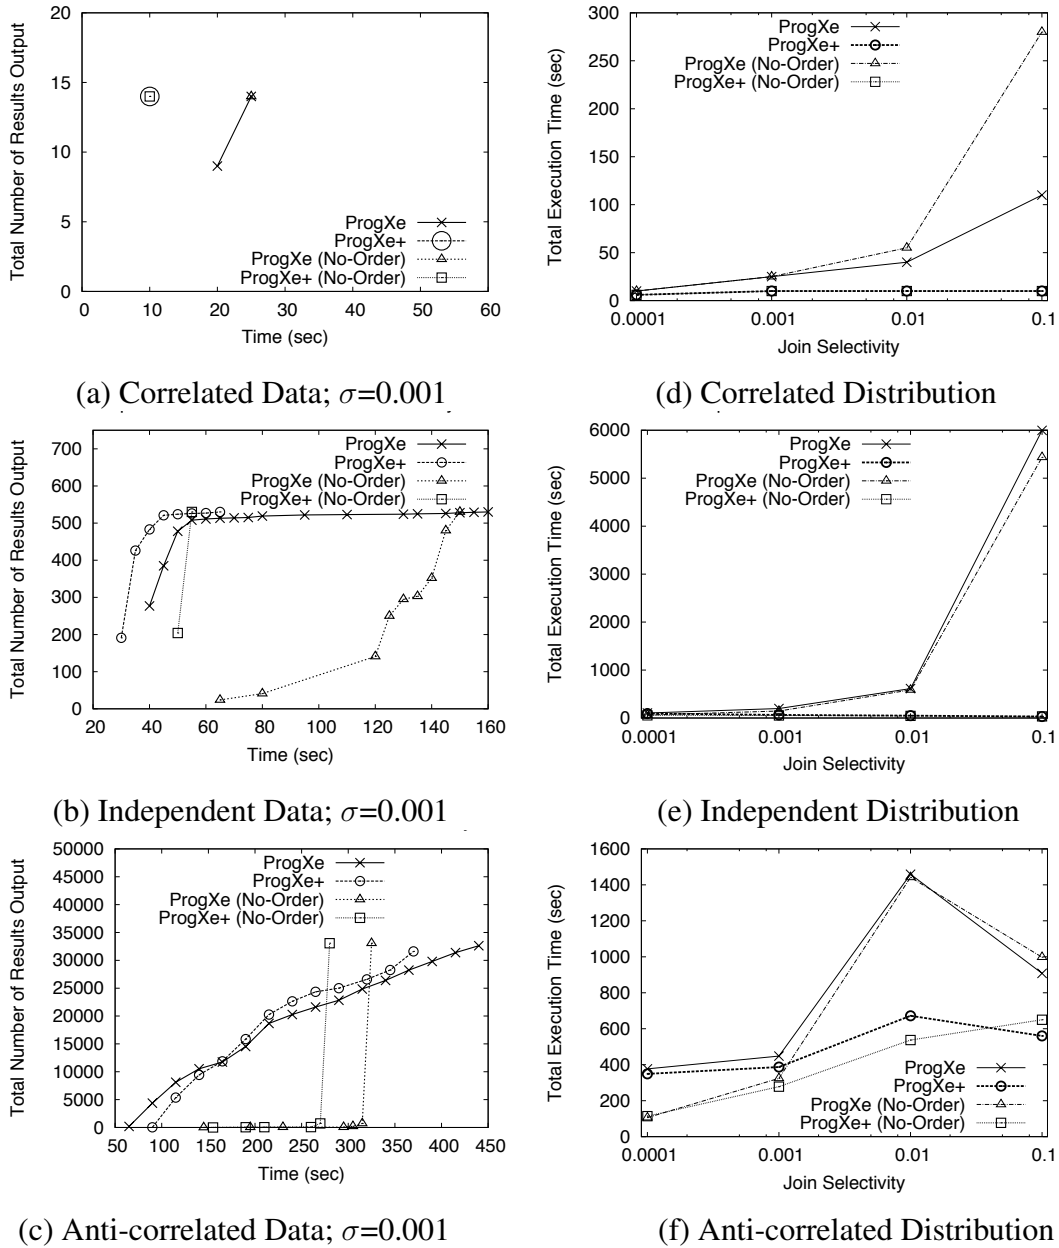 Total Number of Results Output
20
15
10
5
0
0 10 20 30 40 50 60
Time (sec)
ProgXe
ProgXe+
ProgXe (No-Order)
ProgXe+ (No-Order)
(a) Correlated Data; σ=0.001
Total Execution Time (sec)
300
250
200
150
100
50
0
0.0001 0.001 0.01 0.1
Join Selectivity
ProgXe
ProgXe+
ProgXe (No-Order)
ProgXe+ (No-Order)
(d) Correlated Distribution
Total Number of Results Output
700
600
500
400
300
200
100
0
20 40 60 80 100 120 140 160
Time (sec)
ProgXe
ProgXe+
ProgXe (No-Order)
ProgXe+ (No-Order)
(b) Independent Data; σ=0.001
Total Execution Time (sec)
6000
5000
4000
3000
2000
1000
0
0.0001 0.001 0.01 0.1
Join Selectivity
ProgXe
ProgXe+
ProgXe (No-Order)
ProgXe+ (No-Order)
(e) Independent Distribution
Total Number of Results Output
50000
45000
40000
35000
30000
25000
20000
15000
10000
5000
0
50 100 150 200 250 300 350 400 450
Time (sec)
ProgXe
ProgXe+
ProgXe (No-Order)
ProgXe+ (No-Order)
(c) Anti-correlated Data; σ=0.001
Total Execution Time (sec)
1600
1400
1200
1000
800
600
400
200
0
0.0001 0.001 0.01 0.1
Join Selectivity
ProgXe
ProgXe+
ProgXe (No-Order)
ProgXe+ (No-Order)
(f) Anti-correlated Distribution